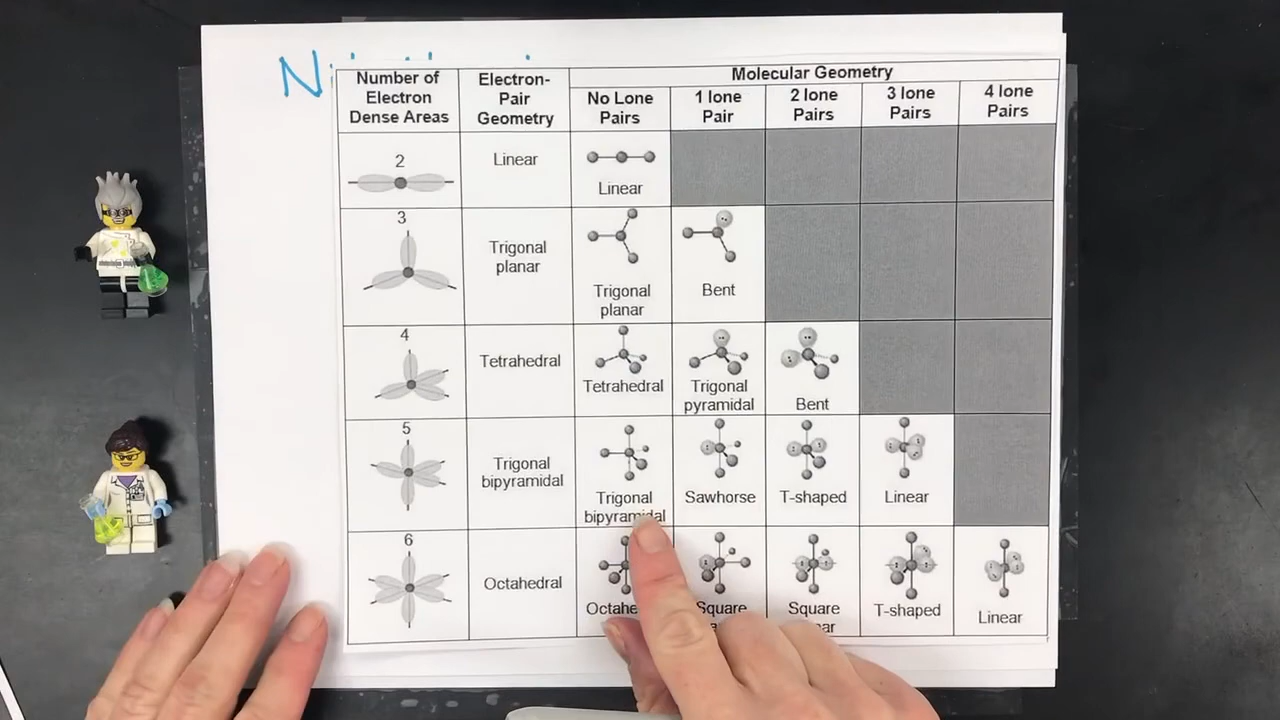 Number of
Electron
Dense Areas
Electron-
Pair
Geometry
Molecular Geometry
No Lone
Pairs
1 lone
Pair
2 lone
Pairs
3 lone
Pairs
4 lone
Pairs
2
Linear
Linear
3
Trigonal
planar
Trigonal
planar
Bent
4
Tetrahedral
Tetrahedral
Trigonal
pyramidal
Bent
5
Trigonal
bipyramidal
Trigonal
bipyramidal
Sawhorse
T-shaped
Linear
6
Octahedral
Square
Square
T-shaped
Linear